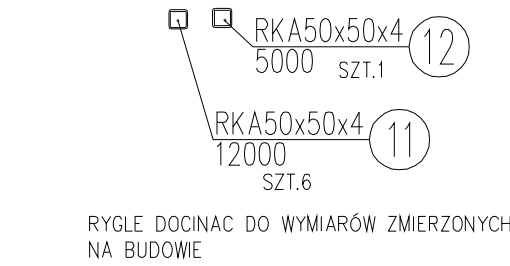 RKA50x50x4
12
5000
SZT.1
RKA50x50x4
11
12000
SZT.6
RYGLE DOCINAC DO WYMIARÓW ZMIERZONYCH
NA BUDOWIE